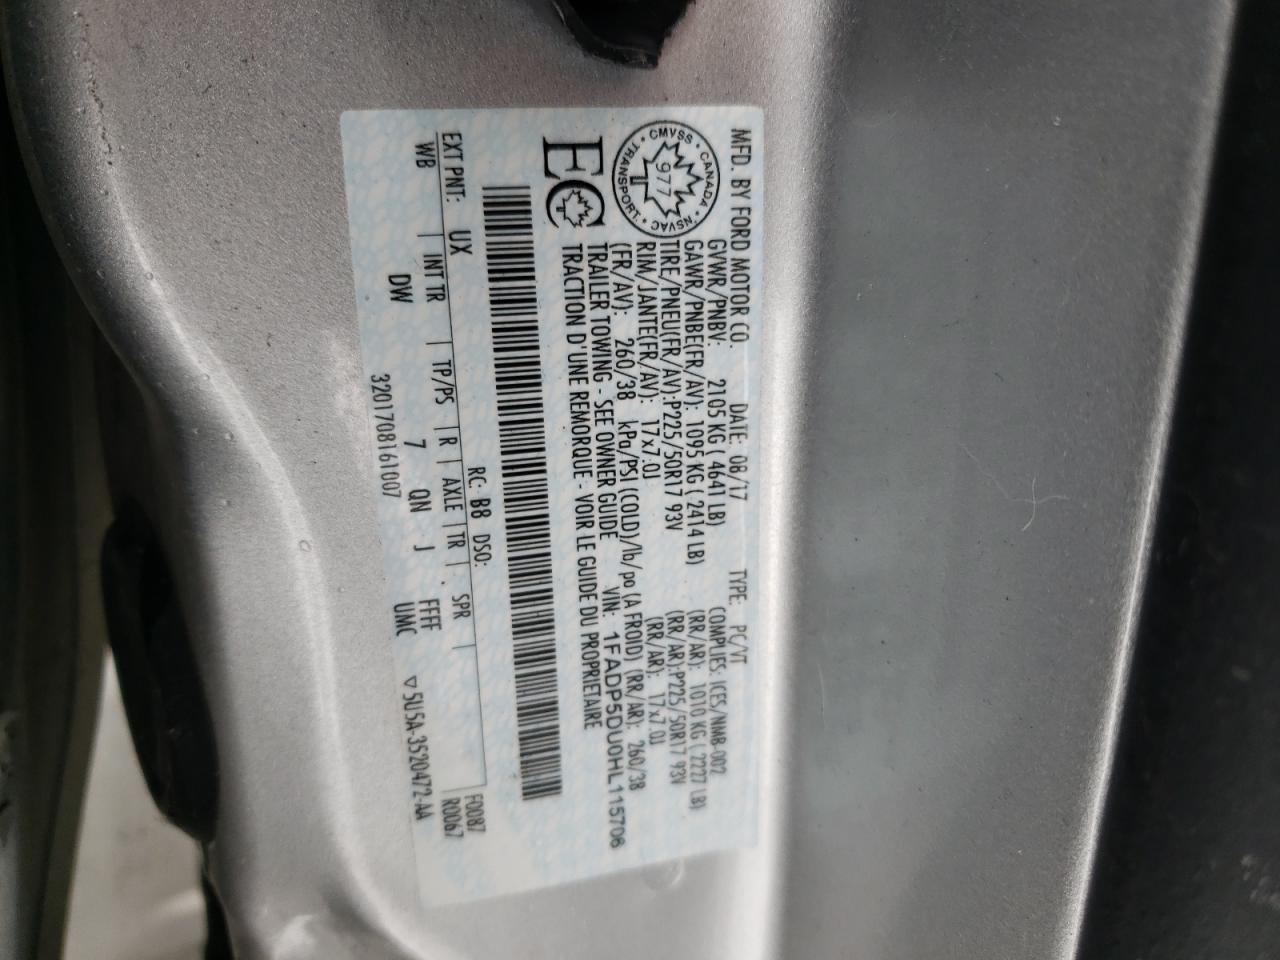 MFD. BY FORD MOTOR CO. DATE: 08/17 TYPE: PC/VT
GVWR/PNBV: 2105 KG ( 4641 LB) COMPLIES: ICES/NMB-002
GAWR/PNBE(FR/AV): 1095 KG ( 2414 LB) (RR/AR): 1010 KG ( 2227 LB)
TIRE/PNEU(FR/AV):P225/50R17 93V (RR/AR):P225/50R17 93V
RIM/JANTE(FR/AV): 17x7.0J (RR/AR): 17x7.0J
(FR/AV): 260/38 kPa/PSI (COLD)/lb/po (A FROID) (RR/AR): 260/38
TRAILER TOWING - SEE OWNER GUIDE VIN: 1FADP5DU0HL115706
TRACTION D'UNE REMORQUE - VOIR LE GUIDE DU PROPRIETAIRE
CMVSS • CANADA • NSVAC • TRANSPORT •
977
EC
RC: B8 DSO: F0087
EXT PNT: UX R0067
WB | INT TR | TP/PS | R | AXLE | TR | SPR |
DW 7 QN J FFFF
UMC ▽ 5U5A-3520472-AA
320170816​1007